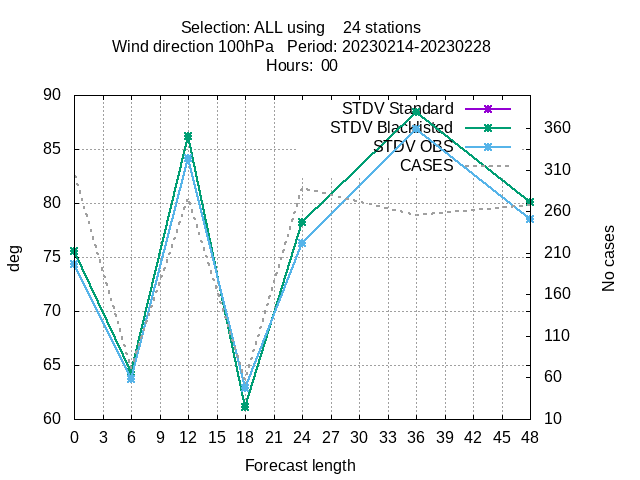 Selection: ALL using 24 stations
Wind direction 100hPa Period: 20230214-20230228
Hours: 00
STDV Standard
STDV Blacklisted
STDV OBS
CASES
90
85
80
75
70
65
60
deg
360
310
260
210
160
110
60
10
No cases
0 3 6 9 12 15 18 21 24 27 30 33 36 39 42 45 48
Forecast length